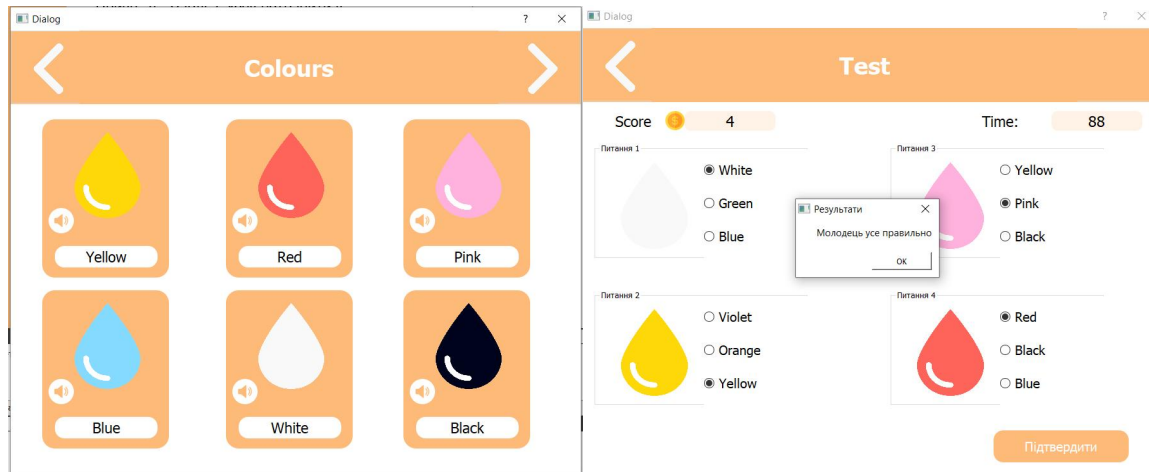 Dialog
Colours
Yellow
Red
Pink
Blue
White
Black
Dialog
Test
Score
4
Time:
88
Питання 1
White
Green
Blue
Питання 3
Yellow
Pink
Black
Результати
Молодець усе правильно
ОК
Питання 2
Violet
Orange
Yellow
Питання 4
Red
Black
Blue
Підтвердити